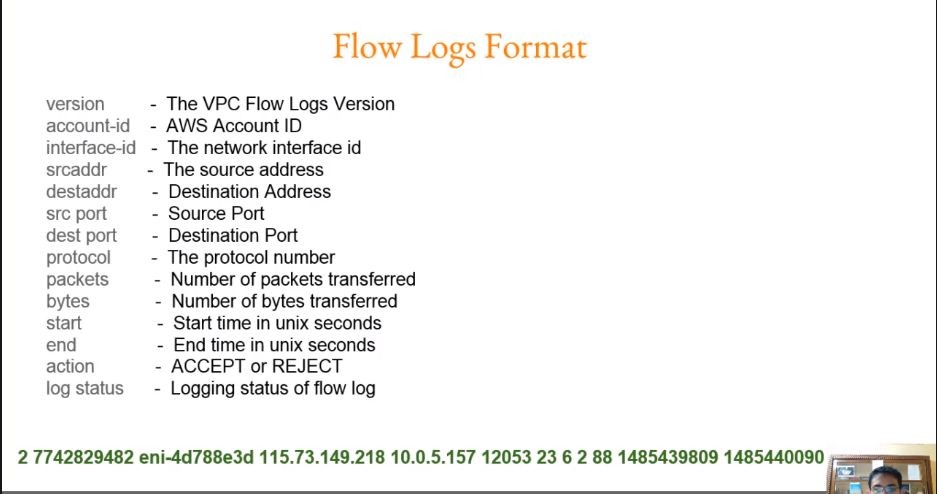 Flow Logs Format
version - The VPC Flow Logs Version
account-id - AWS Account ID
interface-id - The network interface id
srcaddr - The source address
destaddr - Destination Address
src port - Source Port
dest port - Destination Port
protocol - The protocol number
packets - Number of packets transferred
bytes - Number of bytes transferred
start - Start time in unix seconds
end - End time in unix seconds
action - ACCEPT or REJECT
log status - Logging status of flow log
2 7742829482 eni-4d788e3d 115.73.149.218 10.0.5.157 12053 23 6 2 88 1485439809 1485440090